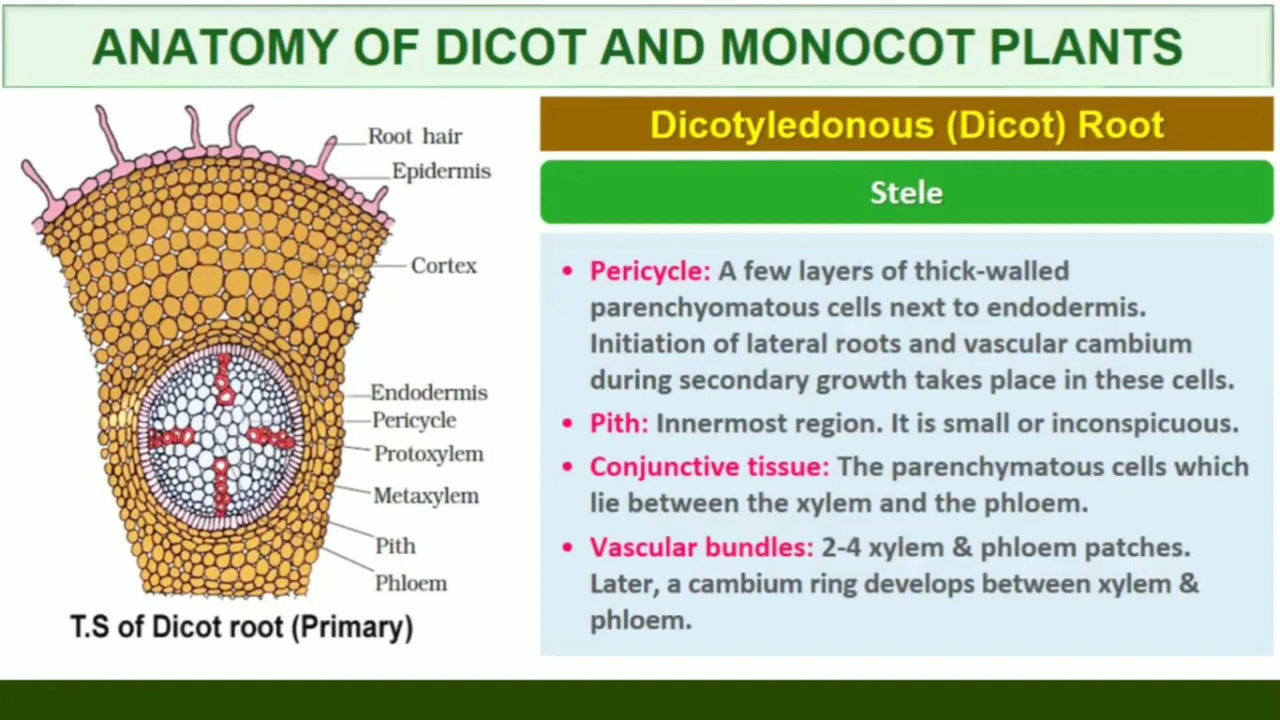 ANATOMY OF DICOT AND MONOCOT PLANTS
Root hair
Epidermis
Cortex
Endodermis
Pericycle
Protoxylem
Metaxylem
Pith
Phloem
T.S of Dicot root (Primary)
Dicotyledonous (Dicot) Root
Stele
• Pericycle: A few layers of thick-walled
parenchyomatous cells next to endodermis.
Initiation of lateral roots and vascular cambium
during secondary growth takes place in these cells.
• Pith: Innermost region. It is small or inconspicuous.
• Conjunctive tissue: The parenchymatous cells which
lie between the xylem and the phloem.
• Vascular bundles: 2-4 xylem & phloem patches.
Later, a cambium ring develops between xylem &
phloem.